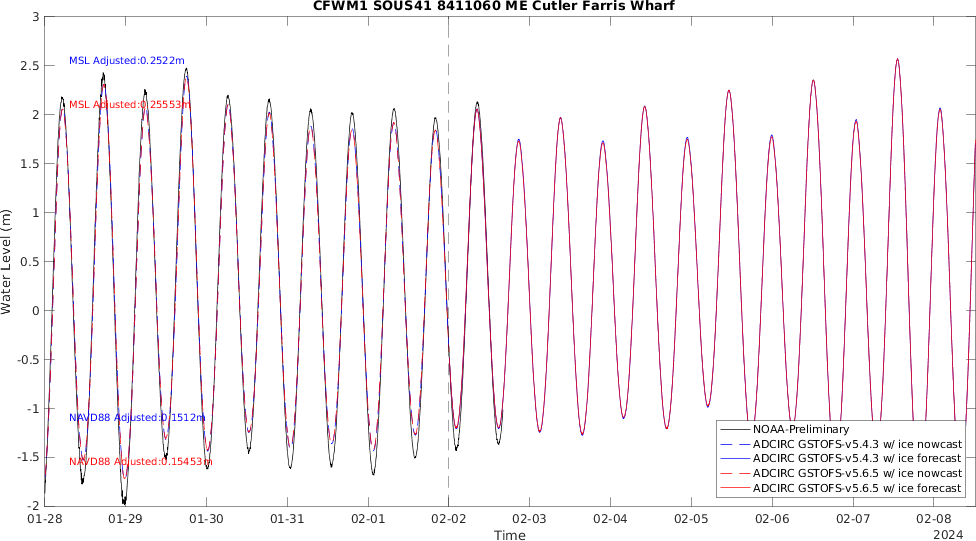 CFWM1 SOUS41 8411060 ME Cutler Farris Wharf
3
2.5
2
1.5
1
0.5
0
-0.5
-1
-1.5
-2
Water Level (m)
MSL Adjusted:0.2522m
MSL Adjusted:0.25553m
NAVD88 Adjusted:0.1512m
NAVD88 Adjusted:0.15453m
NOAA-Preliminary
ADCIRC GSTOFS-v5.4.3 w/ ice nowcast
ADCIRC GSTOFS-v5.4.3 w/ ice forecast
ADCIRC GSTOFS-v5.6.5 w/ ice nowcast
ADCIRC GSTOFS-v5.6.5 w/ ice forecast
01-28 01-29 01-30 01-31 02-01 02-02 02-03 02-04 02-05 02-06 02-07 02-08
Time
2024